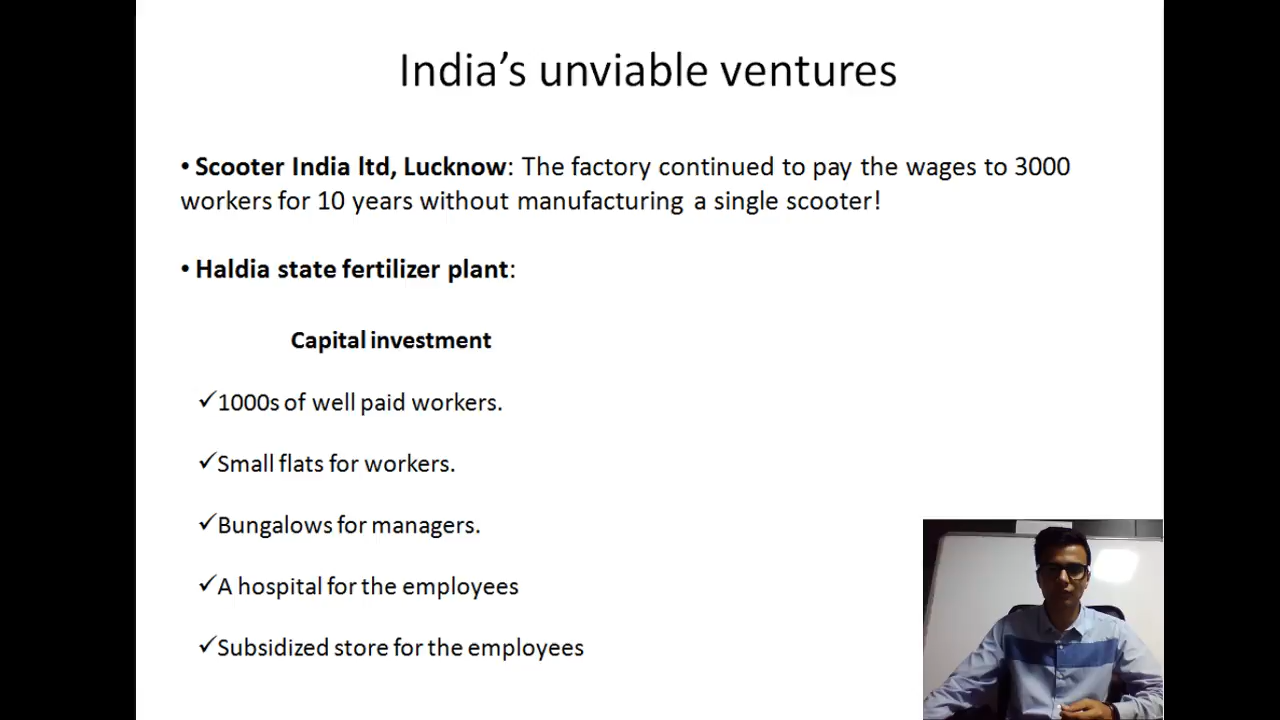 India’s unviable ventures
• Scooter India ltd, Lucknow: The factory continued to pay the wages to 3000
workers for 10 years without manufacturing a single scooter!
• Haldia state fertilizer plant:
Capital investment
✓1000s of well paid workers.
✓Small flats for workers.
✓Bungalows for managers.
✓A hospital for the employees
✓Subsidized store for the employees